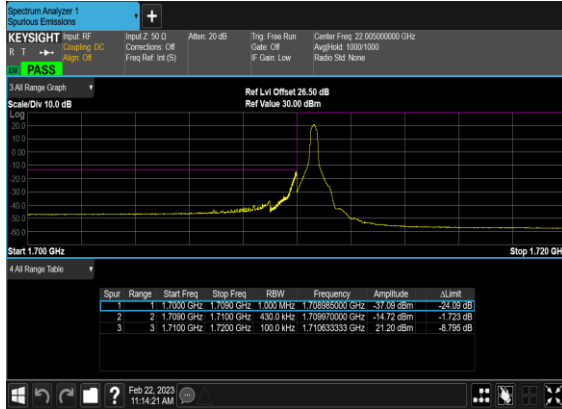 Spectrum Analyzer 1
Spurious Emissions
KEYSIGHT Input: RF Input Z: 50 Ω Atten: 20 dB Trig: Free Run Center Freq: 22.005000000 GHz
R T Coupling: DC Corrections: Off Gate: Off Avg|Hold: 1000/1000
Align: Off Freq Ref: Int (S) IF Gain: Low Radio Std: None
PASS
3 All Range Graph
Ref Lvl Offset 26.50 dB
Scale/Div 10.0 dB Ref Value 30.00 dBm
Log
20.0
10.0
0.00
-10.0
-20.0
-30.0
-40.0
-50.0
-60.0
Start 1.700 GHz Stop 1.720 GH
4 All Range Table
Spur Range Start Freq Stop Freq RBW Frequency Amplitude ΔLimit
1 1 1.7000 GHz 1.7090 GHz 1.000 MHz 1.708985000 GHz -37.09 dBm -24.09 dB
2 2 1.7090 GHz 1.7100 GHz 430.0 kHz 1.709970000 GHz -14.72 dBm -1.723 dB
3 3 1.7100 GHz 1.7200 GHz 100.0 kHz 1.710633333 GHz 21.20 dBm -8.795 dB
Feb 22, 2023
11:14:21 AM